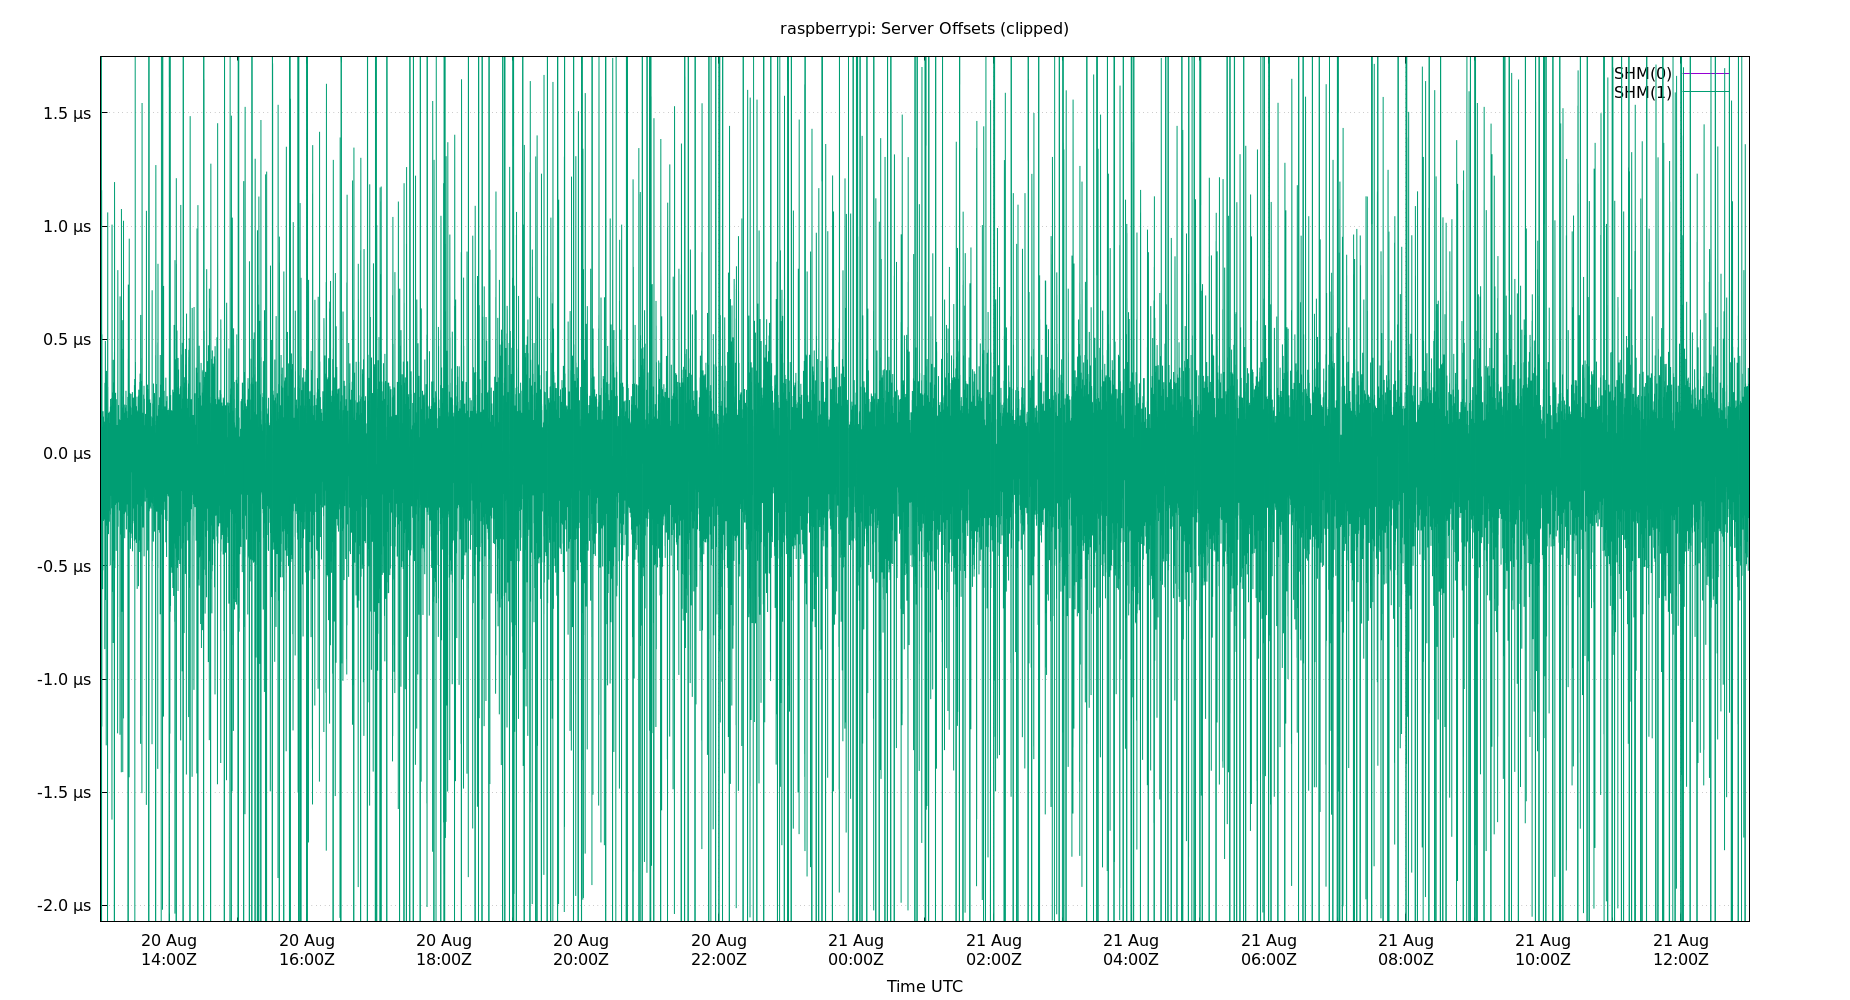 raspberrypi: Server Offsets (clipped)
SHM(0)
SHM(1)
1.5 µs
1.0 µs
0.5 µs
0.0 µs
-0.5 µs
-1.0 µs
-1.5 µs
-2.0 µs
20 Aug 20 Aug 20 Aug 20 Aug 20 Aug 21 Aug 21 Aug 21 Aug 21 Aug 21 Aug 21 Aug 21 Aug
14:00Z 16:00Z 18:00Z 20:00Z 22:00Z 00:00Z 02:00Z 04:00Z 06:00Z 08:00Z 10:00Z 12:00Z
Time UTC